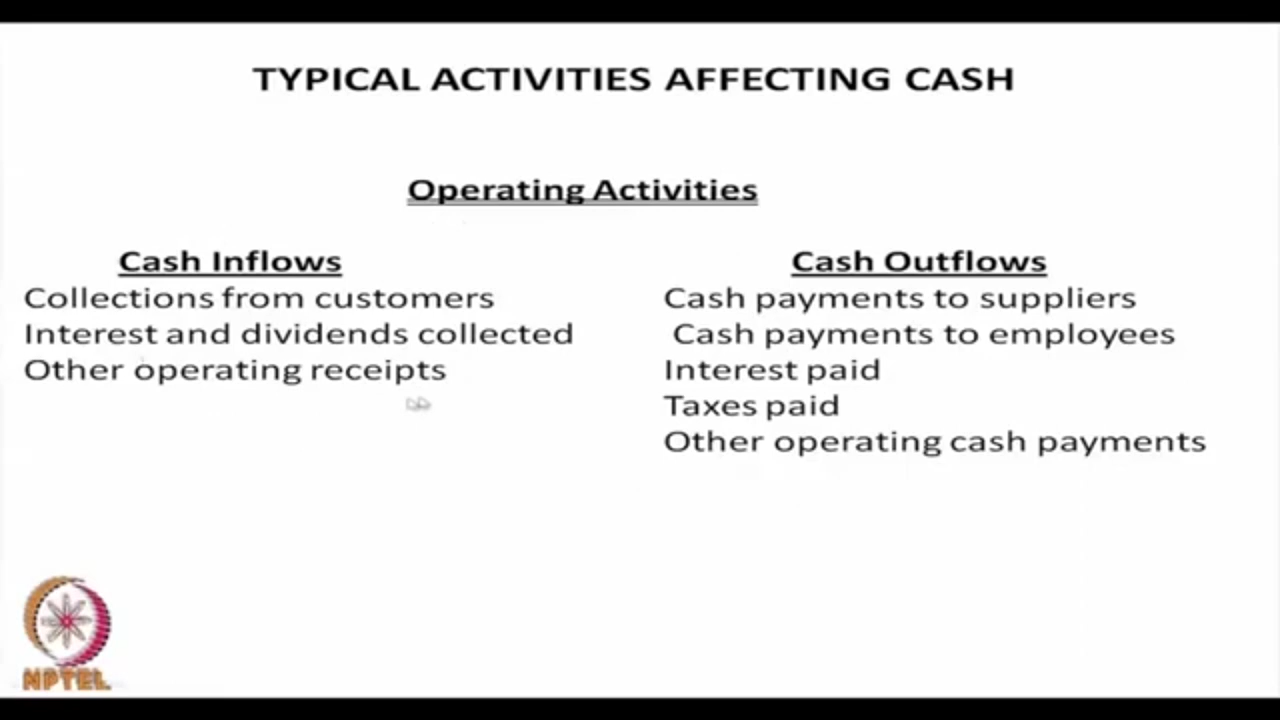 TYPICAL ACTIVITIES AFFECTING CASH
Operating Activities
Cash Inflows
Collections from customers
Interest and dividends collected
Other operating receipts
Cash Outflows
Cash payments to suppliers
Cash payments to employees
Interest paid
Taxes paid
Other operating cash payments
NPTEL